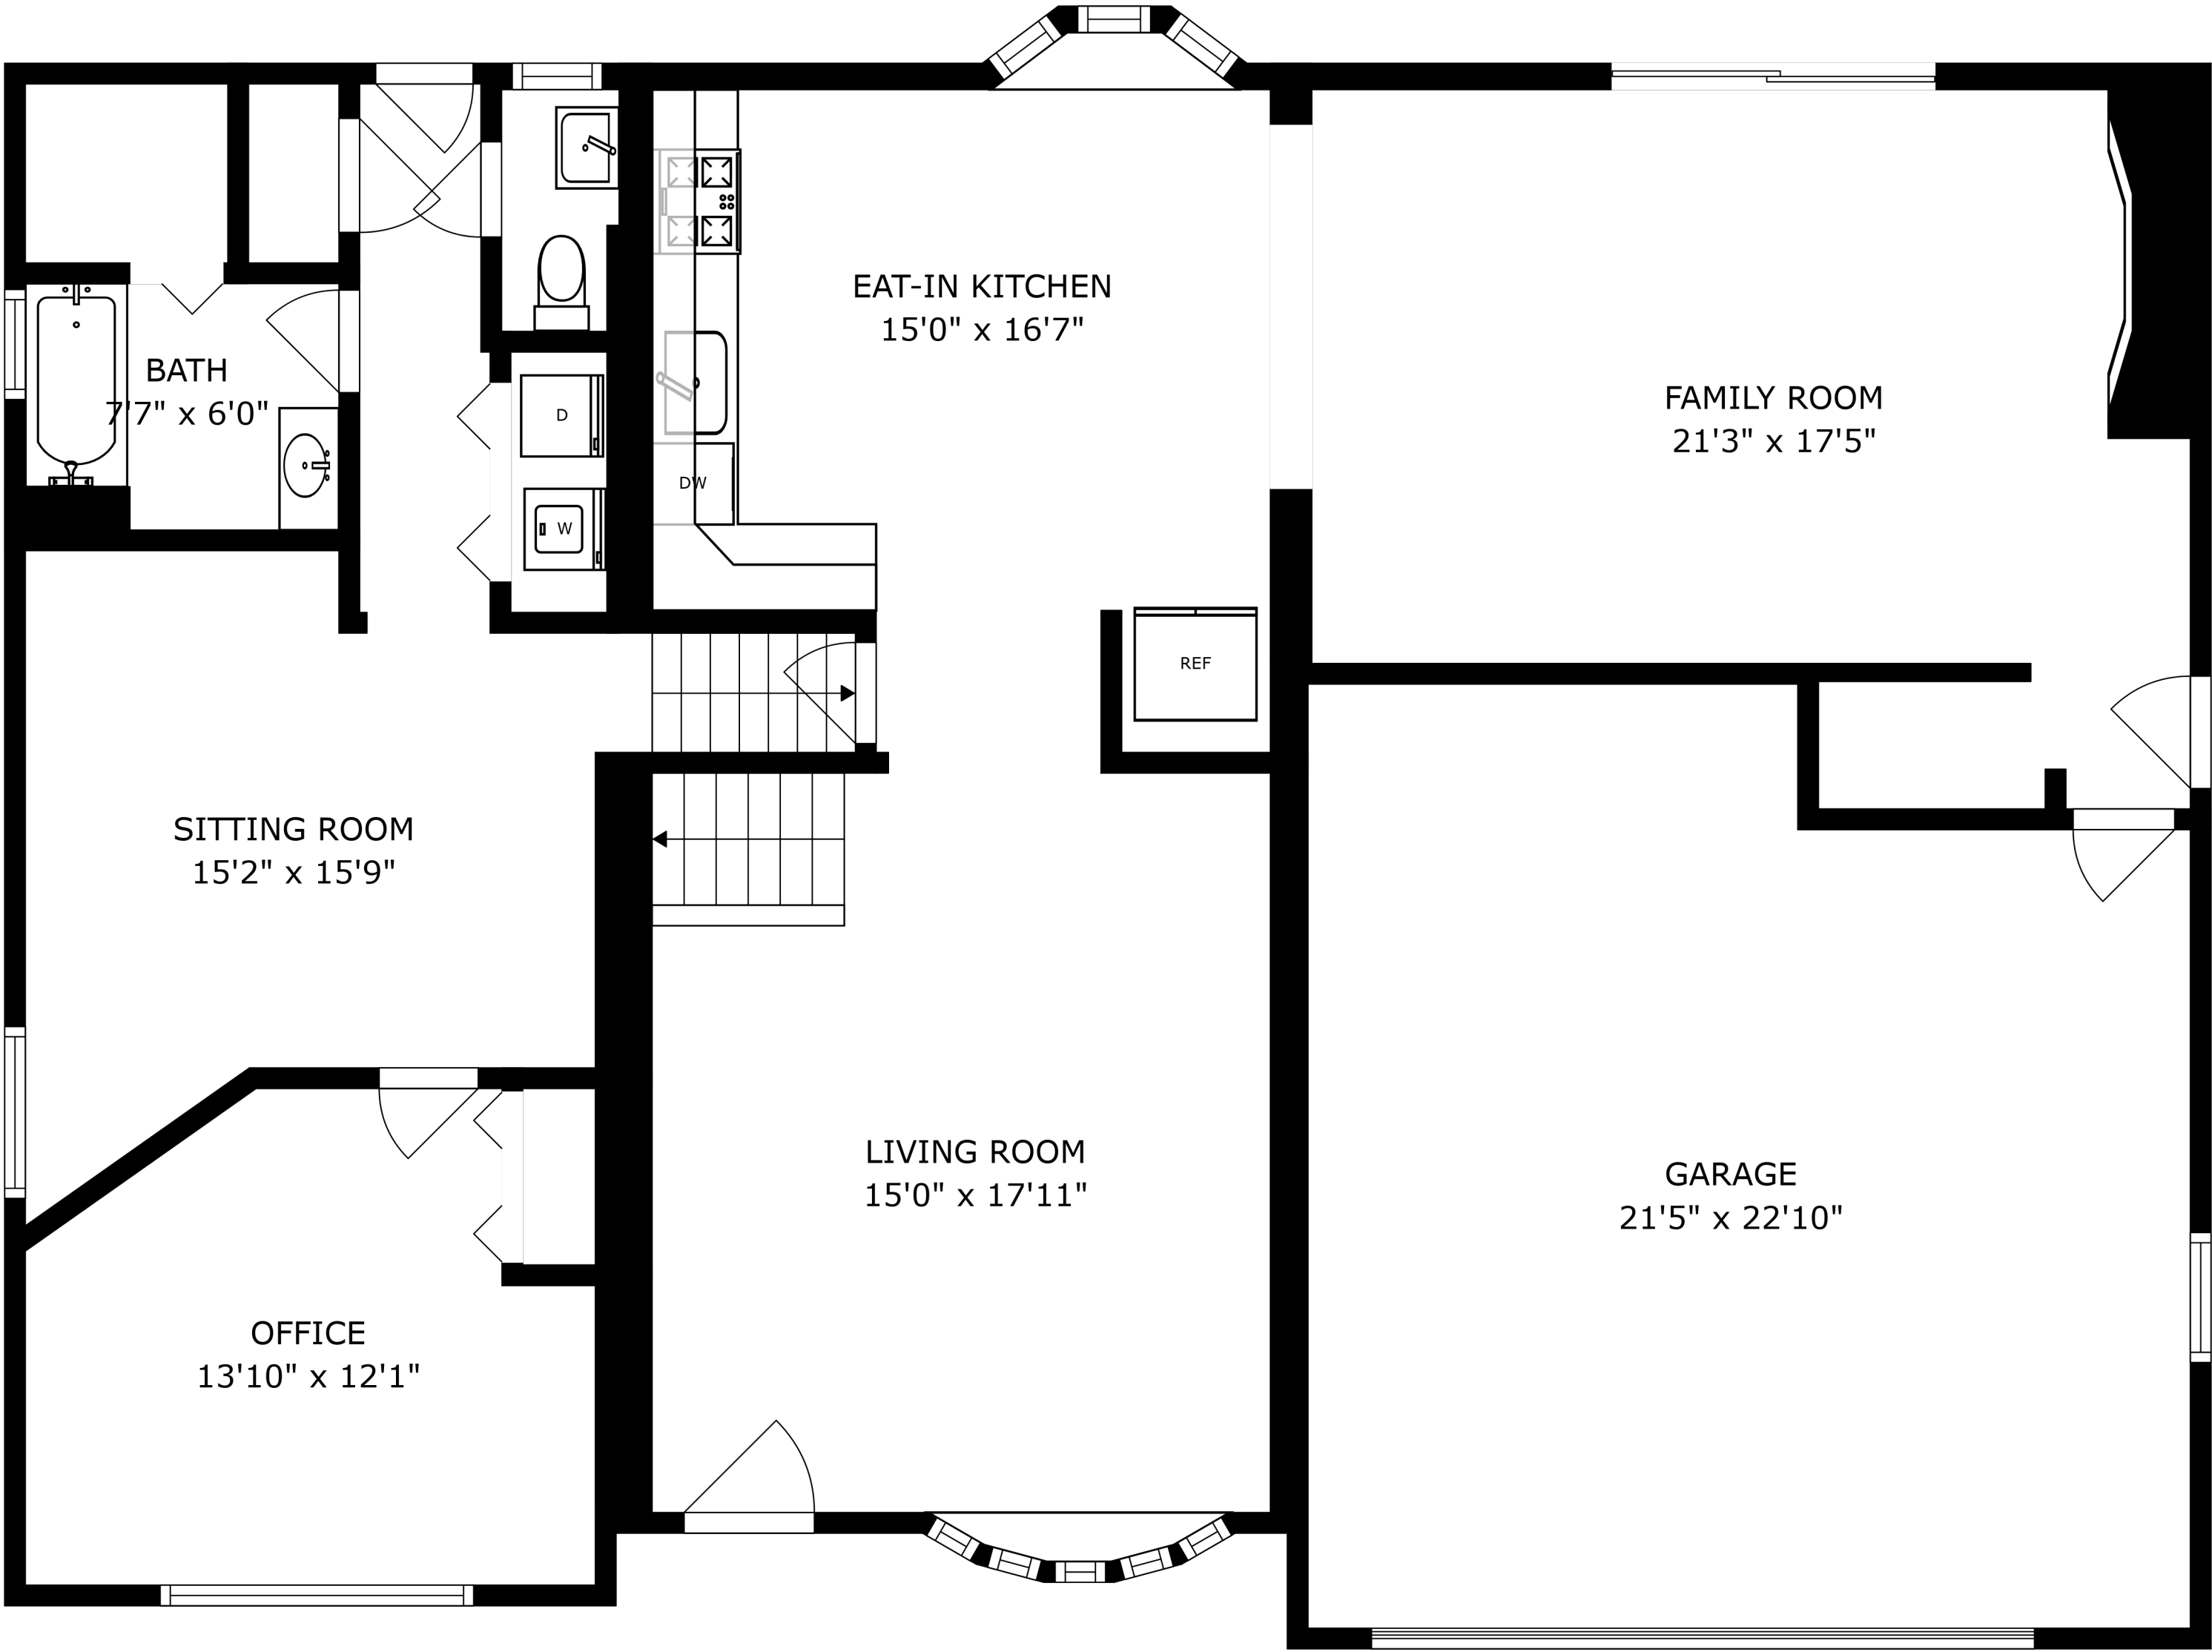 EAT-IN KITCHEN
15'0" x 16'7"
BATH
7'7" x 6'0"
D
W
DW
FAMILY ROOM
21'3" x 17'5"
REF
SITTING ROOM
15'2" x 15'9"
LIVING ROOM
15'0" x 17'11"
GARAGE
21'5" x 22'10"
OFFICE
13'10" x 12'1"